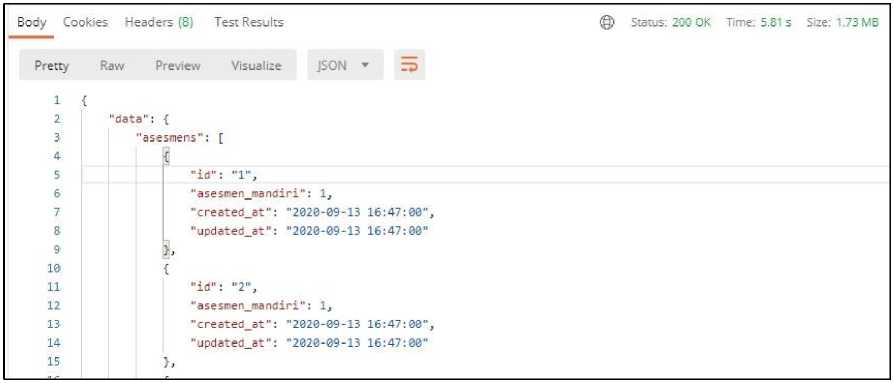 Body Cookies Headers (8) Test Results Status: 200 OK Time: 5.81 s Size: 1.73 MB
Pretty Raw Preview Visualize JSON
1 {
2 "data": {
3 "asesmens": [
4 {
5 "id": "1",
6 "asesmen_mandiri": 1,
7 "created_at": "2020-09-13 16:47:00",
8 "updated_at": "2020-09-13 16:47:00"
9 },
10 {
11 "id": "2",
12 "asesmen_mandiri": 1,
13 "created_at": "2020-09-13 16:47:00",
14 "updated_at": "2020-09-13 16:47:00"
15 },